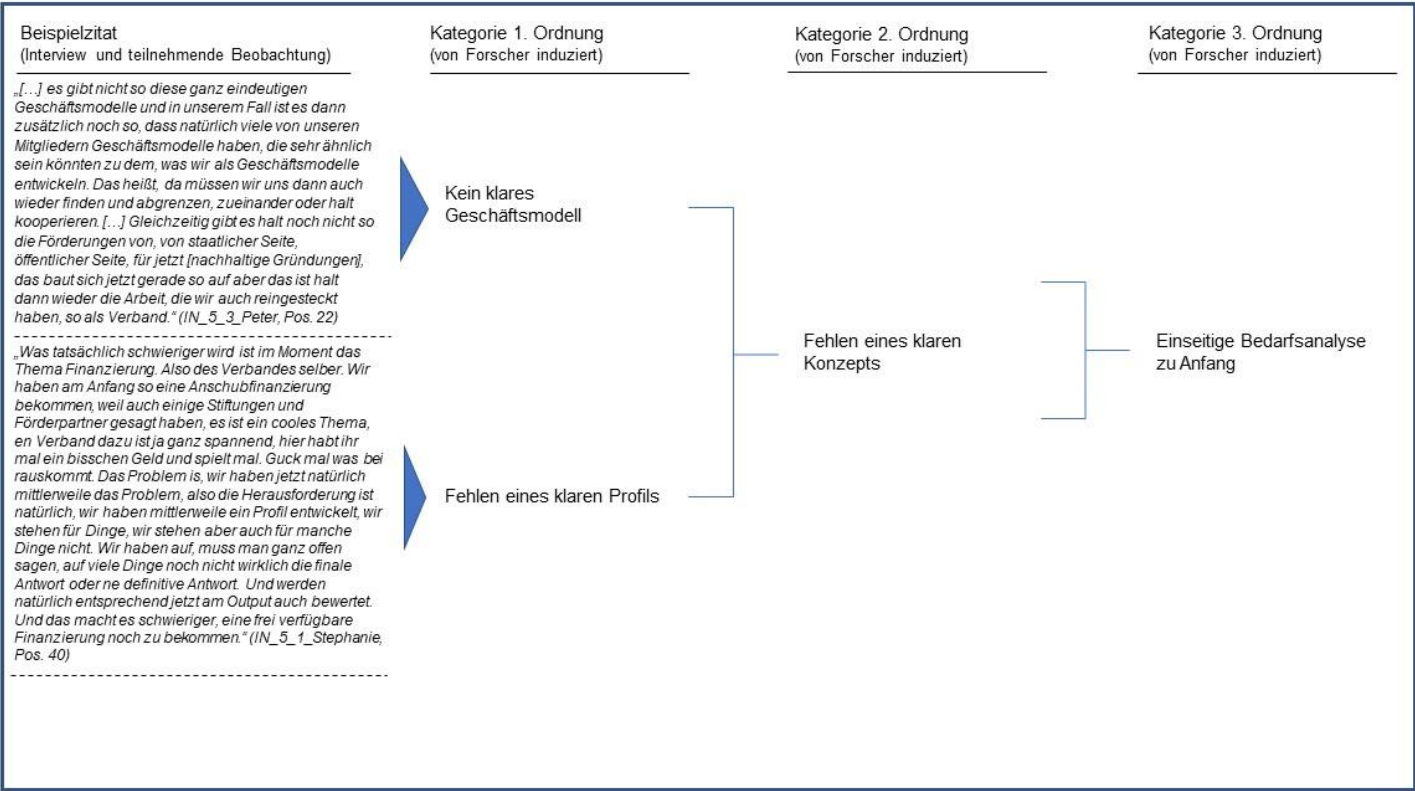 Beispielzitat
(Interview und teilnehmende Beobachtung)
Kategorie 1. Ordnung
(von Forscher induziert)
Kategorie 2. Ordnung
(von Forscher induziert)
Kategorie 3. Ordnung
(von Forscher induziert)
„[…] es gibt nicht so diese ganz eindeutigen
Geschäftsmodelle und in unserem Fall ist es dann
zusätzlich noch so, dass natürlich viele von unseren
Mitgliedern Geschäftsmodelle haben, die sehr ähnlich
sein könnten zu dem, was wir als Geschäftsmodelle
entwickeln. Das heißt, da müssen wir uns dann auch
wieder finden und abgrenzen, zueinander oder halt
kooperieren. […] Gleichzeitig gibt es halt noch nicht so
die Förderungen von, von staatlicher Seite,
öffentlicher Seite, für jetzt [nachhaltige Gründungen],
das baut sich jetzt gerade so auf aber das ist halt
dann wieder die Arbeit, die wir auch reingesteckt
haben, so als Verband.“ (IN_5_3_Peter, Pos. 22)
Kein klares
Geschäftsmodell
„Was tatsächlich schwieriger wird ist im Moment das
Thema Finanzierung. Also des Verbandes selber. Wir
haben am Anfang so eine Anschubfinanzierung
bekommen, weil auch einige Stiftungen und
Förderpartner gesagt haben, es ist ein cooles Thema,
en Verband dazu ist ja ganz spannend, hier habt ihr
mal ein bisschen Geld und spielt mal. Guck mal was bei
rauskommt. Das Problem is, wir haben jetzt natürlich
mittlerweile das Problem, also die Herausforderung ist
natürlich, wir haben mittlerweile ein Profil entwickelt, wir
stehen für Dinge, wir stehen aber auch für manche
Dinge nicht. Wir haben auf, muss man ganz offen
sagen, auf viele Dinge noch nicht wirklich die finale
Antwort oder ne definitive Antwort. Und werden
natürlich entsprechend jetzt am Output auch bewertet.
Und das macht es schwieriger, eine frei verfügbare
Finanzierung noch zu bekommen.“ (IN_5_1_Stephanie,
Pos. 40)
Fehlen eines klaren Profils
Fehlen eines klaren
Konzepts
Einseitige Bedarfsanalyse
zu Anfang